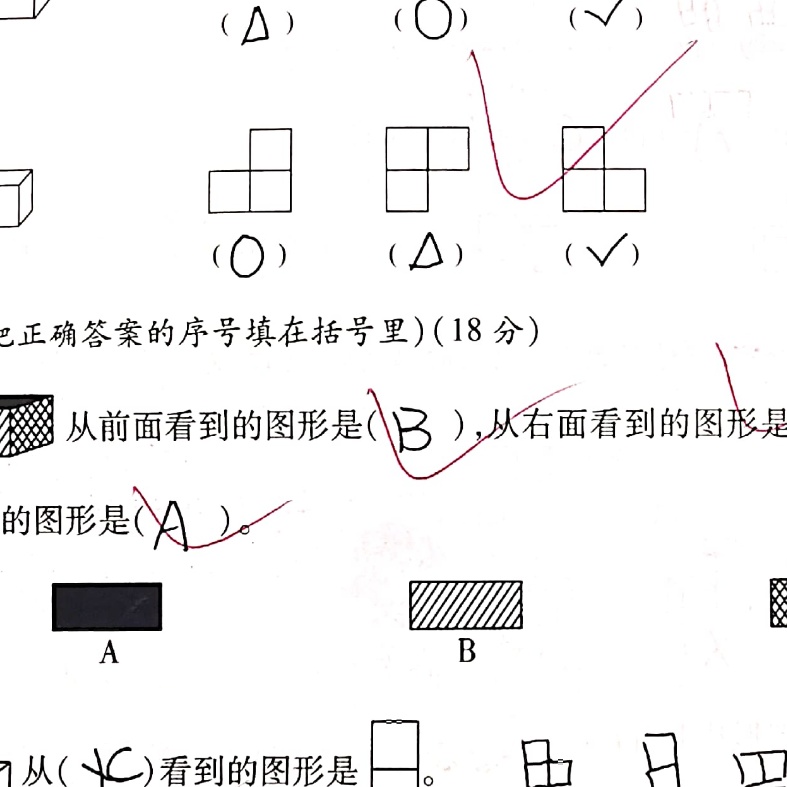 (△) (○) (✓)
(○) (△) (✓)
把正确答案的序号填在括号里)(18 分)
从前面看到的图形是( B ),从右面看到的图形是
的图形是( A )。
A B
从( )看到的图形是 。